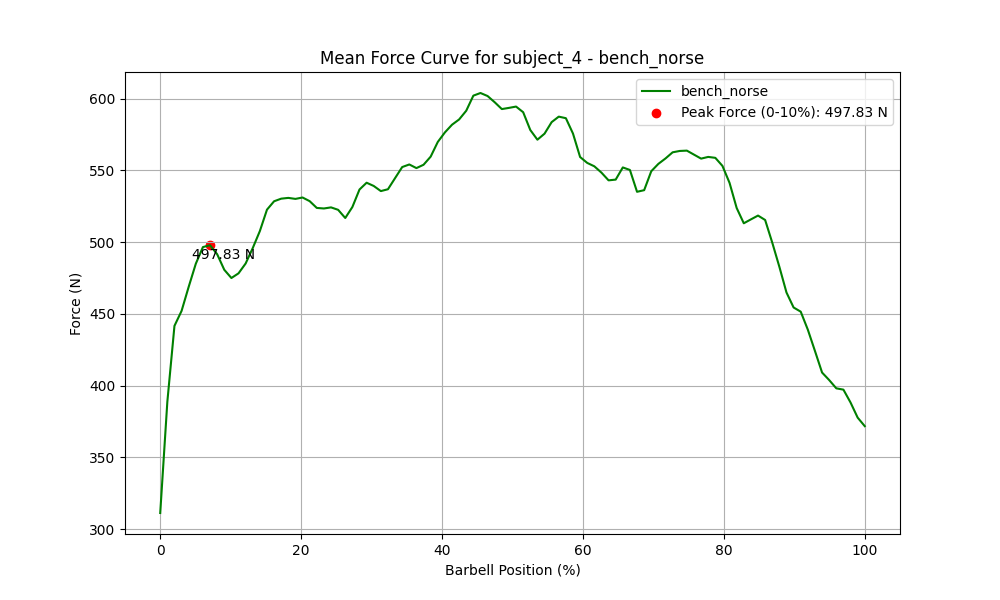 Mean Force Curve for subject_4 - bench_norse
bench_norse
Peak Force (0-10%): 497.83 N
600
550
500
450
400
350
300
Force (N)
497.83 N
0 20 40 60 80 100
Barbell Position (%)